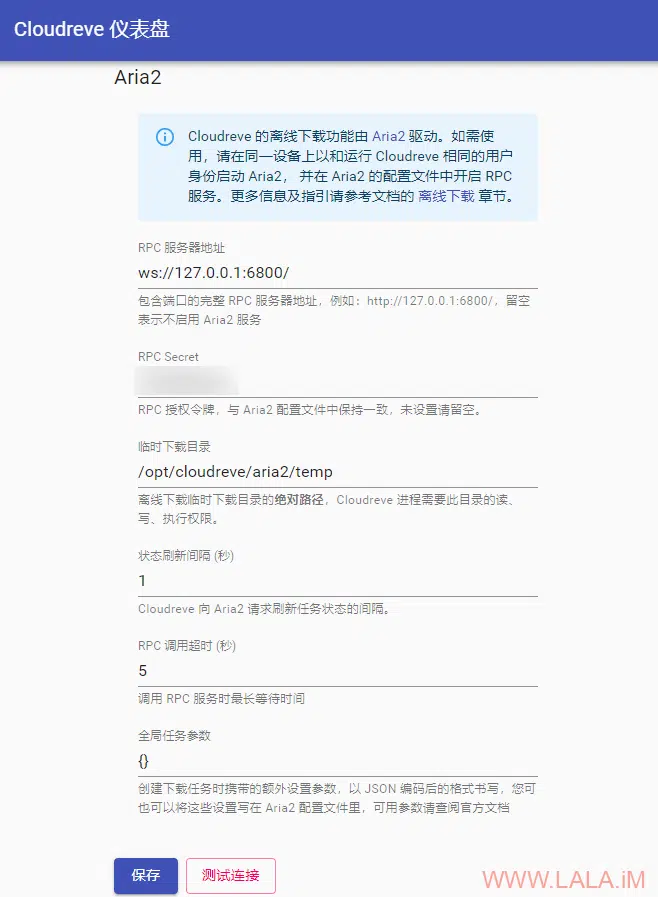 Cloudreve 仪表盘
Aria2
Cloudreve 的离线下载功能由 Aria2 驱动。如需使
用，请在同一设备上以和运行 Cloudreve 相同的用户
身份启动 Aria2， 并在 Aria2 的配置文件中开启 RPC
服务。更多信息及指引请参考文档的 离线下载 章节。
RPC 服务器地址
ws://127.0.0.1:6800/
包含端口的完整 RPC 服务器地址，例如：http://127.0.0.1:6800/，留空
表示不启用 Aria2 服务
RPC Secret
RPC 授权令牌，与 Aria2 配置文件中保持一致，未设置请留空。
临时下载目录
/opt/cloudreve/aria2/temp
离线下载临时下载目录的绝对路径，Cloudreve 进程需要此目录的读、
写、执行权限。
状态刷新间隔 (秒)
1
Cloudreve 向 Aria2 请求刷新任务状态的间隔。
RPC 调用超时 (秒)
5
调用 RPC 服务时最长等待时间
全局任务参数
{}
创建下载任务时携带的额外设置参数，以 JSON 编码后的格式书写，您可
也可以将这些设置写在 Aria2 配置文件里，可用参数请查阅官方文档
保存
测试连接
WWW.LALA.iM